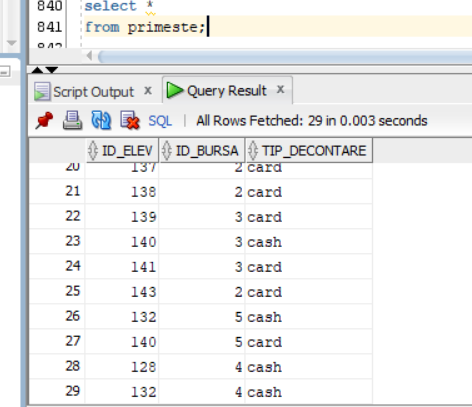 840 select *
841 from primeste;
842
Script Output x Query Result x
SQL | All Rows Fetched: 29 in 0.003 seconds
ID_ELEV ID_BURSA TIP_DECONTARE
20 137 2 card
21 138 2 card
22 139 3 card
23 140 3 cash
24 141 3 card
25 143 2 card
26 132 5 cash
27 140 5 card
28 128 4 cash
29 132 4 cash